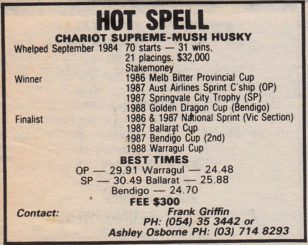 HOT SPELL
CHARIOT SUPREME-MUSH HUSKY
Whelped September 1984 70 starts — 31 wins,
21 placings. $32,000
Stakemoney
Winner 1986 Melb Bitter Provincial Cup
1987 Aust Airlines Sprint C'ship (OP)
1987 Springvale City Trophy (SP)
1988 Golden Dragon Cup (Bendigo)
Finalist 1986 & 1987 National Sprint (Vic Section)
1987 Ballarat Cup
1987 Bendigo Cup (2nd)
1988 Warragul Cup
BEST TIMES
OP — 29.91 Warragul — 24.48
SP — 30.49 Ballarat — 25.88
Bendigo — 24.70
FEE $300
Contact: Frank Griffin
PH: (054) 35 3442 or
Ashley Osborne PH: (03) 714 8293